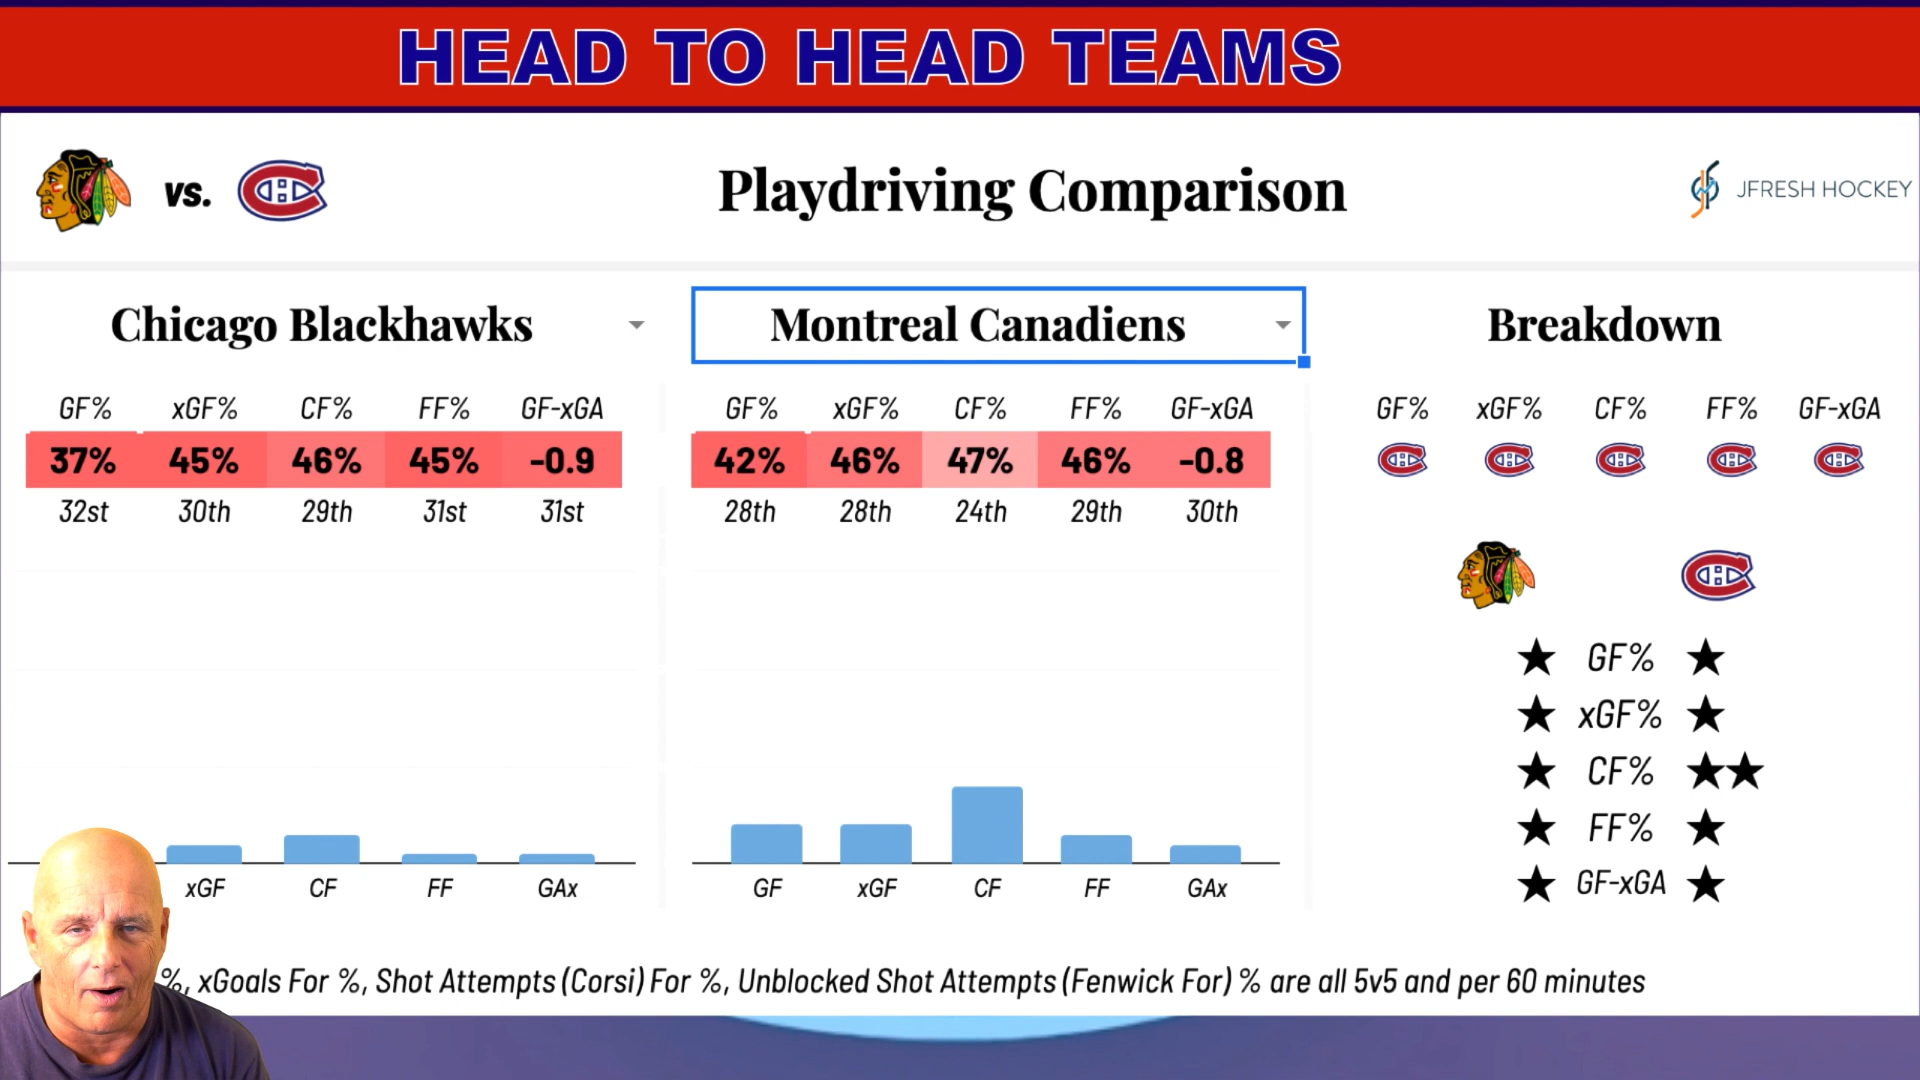 HEAD TO HEAD TEAMS
vs.
Playdriving Comparison
JFRESH HOCKEY
Chicago Blackhawks
Montreal Canadiens
Breakdown
GF% xGF% CF% FF% GF-xGA
37% 45% 46% 45% -0.9
32st 30th 29th 31st 31st
GF% xGF% CF% FF% GF-xGA
42% 46% 47% 46% -0.8
28th 28th 24th 29th 30th
GF% xGF% CF% FF% GF-xGA
★ GF% ★
★ xGF% ★
★ CF% ★★
★ FF% ★
★ GF-xGA ★
xGF CF FF GAx
GF xGF CF FF GAx
%, xGoals For %, Shot Attempts (Corsi) For %, Unblocked Shot Attempts (Fenwick For) % are all 5v5 and per 60 minutes